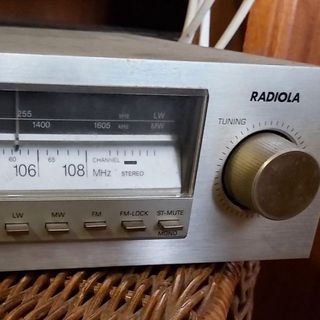 RADIOLA
TUNING
255 kHz LW
1400 1605 kHz MW
60 65 CHANNEL
106 108 MHz STEREO
LW MW FM FM-LOCK ST-MUTE
MONO